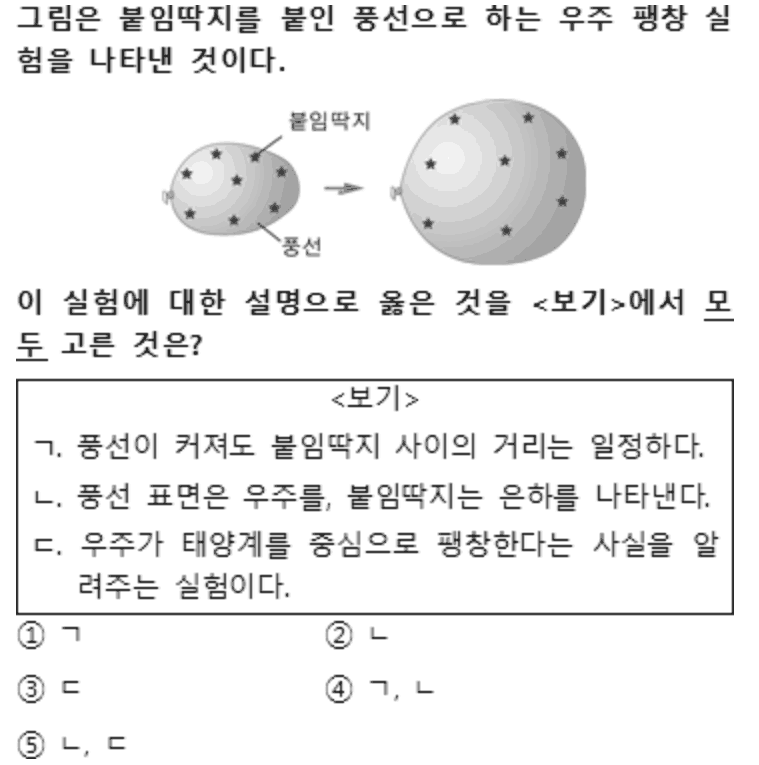 그림은 붙임딱지를 붙인 풍선으로 하는 우주 팽창 실
험을 나타낸 것이다.
붙임딱지
풍선
이 실험에 대한 설명으로 옳은 것을 <보기>에서 모
두 고른 것은?
<보기>
ㄱ. 풍선이 커져도 붙임딱지 사이의 거리는 일정하다.
ㄴ. 풍선 표면은 우주를, 붙임딱지는 은하를 나타낸다.
ㄷ. 우주가 태양계를 중심으로 팽창한다는 사실을 알
려주는 실험이다.
① ㄱ ② ㄴ
③ ㄷ ④ ㄱ, ㄴ
⑤ ㄴ, ㄷ